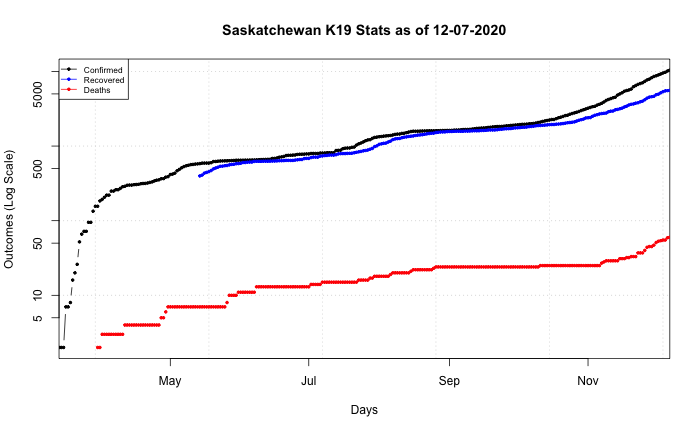 Saskatchewan K19 Stats as of 12-07-2020
Confirmed
Recovered
Deaths
Outcomes (Log Scale)
5000
500
50
10
5
May
Jul
Sep
Nov
Days